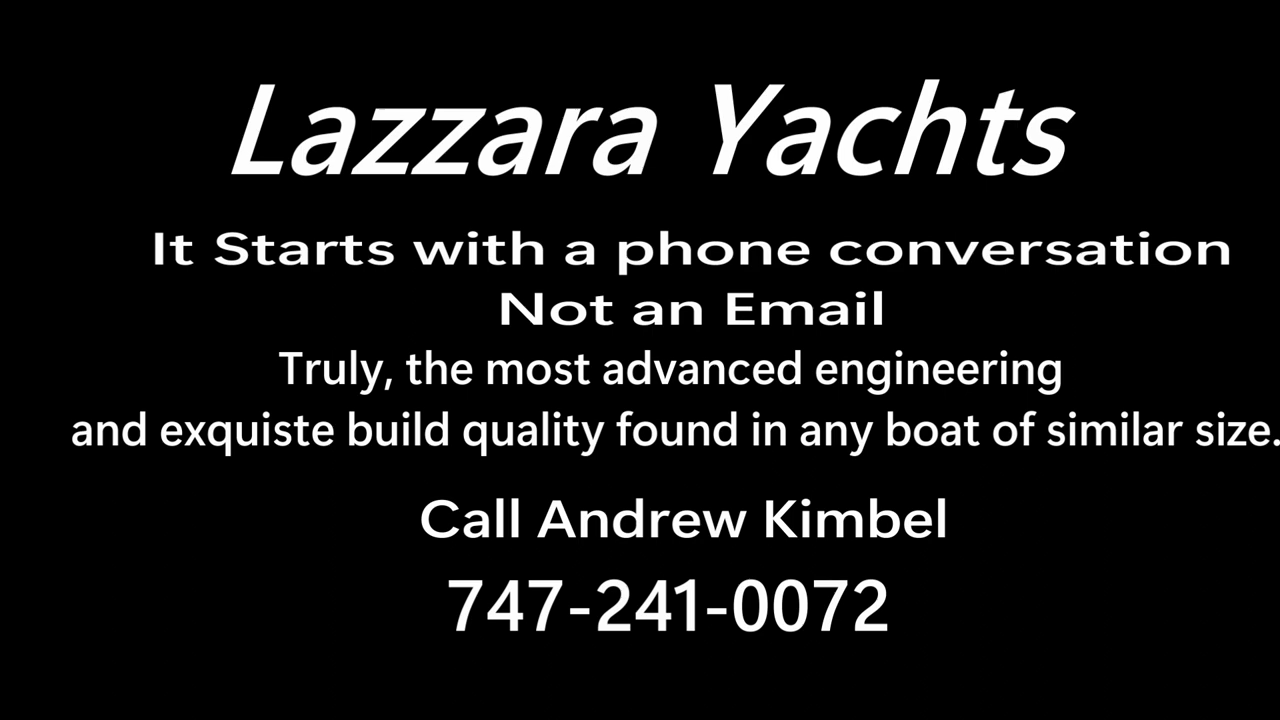 Lazzara Yachts
It Starts with a phone conversation
Not an Email
Truly, the most advanced engineering
and exquiste build quality found in any boat of similar size.
Call Andrew Kimbel
747-241-0072